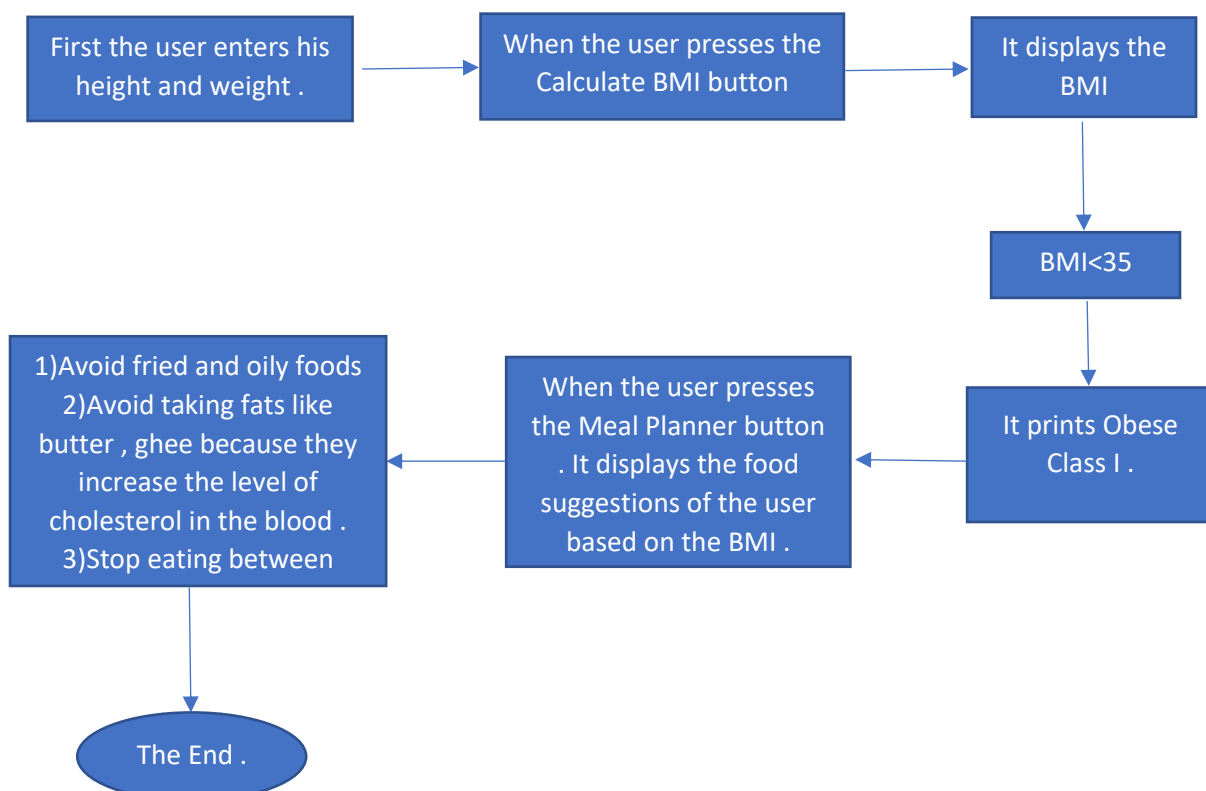 First the user enters his
height and weight .
When the user presses the
Calculate BMI button
It displays the
BMI
BMI<35
It prints Obese
Class I .
When the user presses
the Meal Planner button
. It displays the food
suggestions of the user
based on the BMI .
1)Avoid fried and oily foods
2)Avoid taking fats like
butter , ghee because they
increase the level of
cholesterol in the blood .
3)Stop eating between
The End .